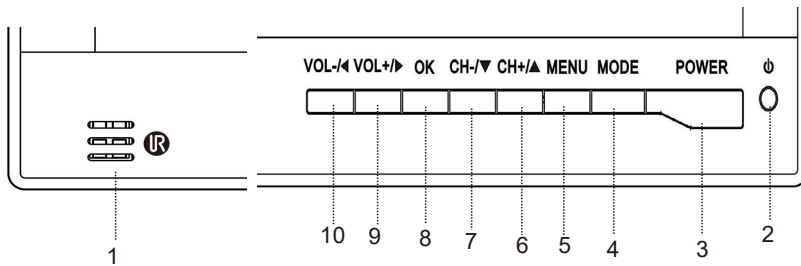 VOL-/◀ VOL+/▶ OK CH-/▼ CH+/▲ MENU MODE POWER ⏻
IR
10 9 8 7 6 5 4 3 2
1